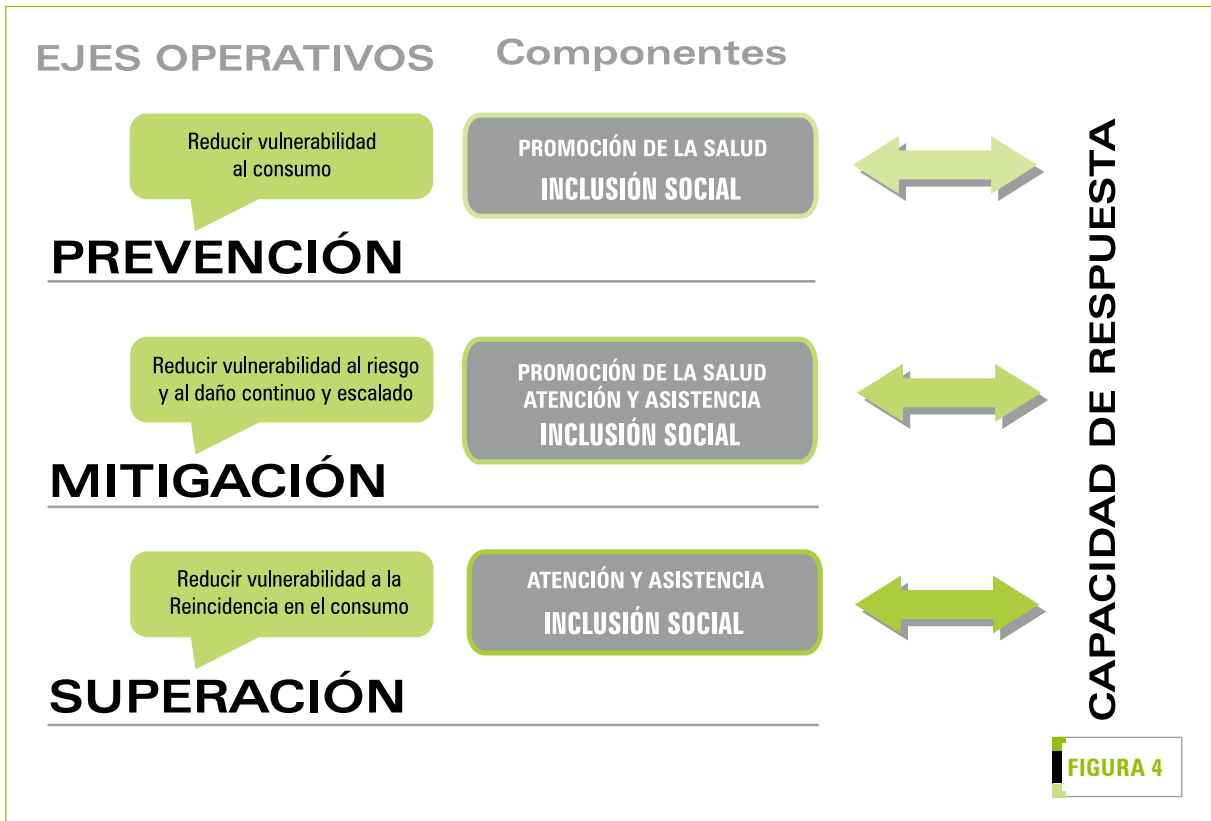 EJES OPERATIVOS
Componentes
Reducir vulnerabilidad
al consumo
PROMOCIÓN DE LA SALUD
INCLUSIÓN SOCIAL
PREVENCIÓN
Reducir vulnerabilidad al riesgo
y al daño continuo y escalado
PROMOCIÓN DE LA SALUD
ATENCIÓN Y ASISTENCIA
INCLUSIÓN SOCIAL
MITIGACIÓN
Reducir vulnerabilidad a la
Reincidencia en el consumo
ATENCIÓN Y ASISTENCIA
INCLUSIÓN SOCIAL
SUPERACIÓN
CAPACIDAD DE RESPUESTA
FIGURA 4